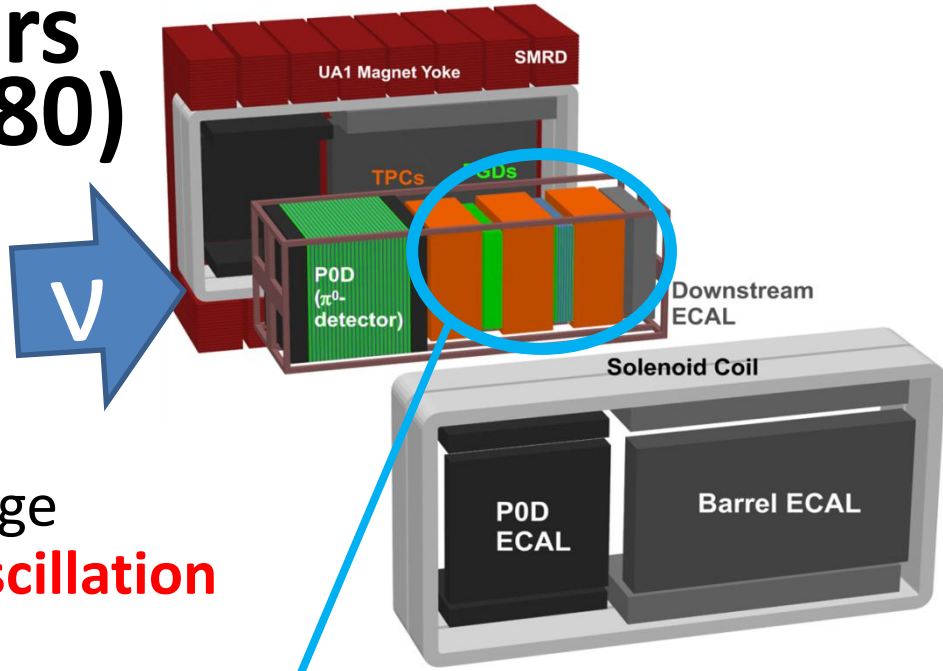 rs
80)
SMRD
UA1 Magnet Yoke
TPCs
FGDs
ν
P0D
(π⁰-
detector)
Downstream
ECAL
Solenoid Coil
ge
scillation
P0D
ECAL
Barrel ECAL